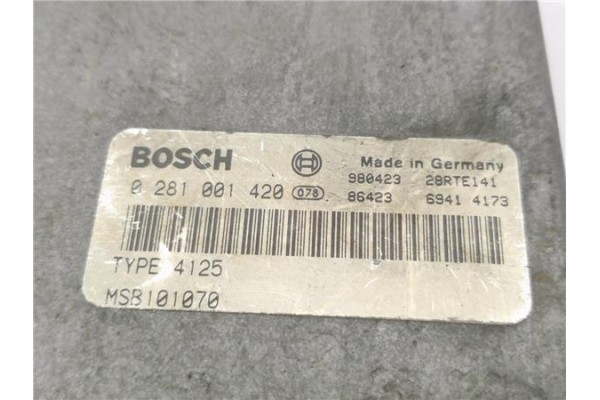 BOSCH Made in Germany
980423 28RTE141
0 281 001 420 078 86423 6941 4173
TYPE 4125
MSB101070